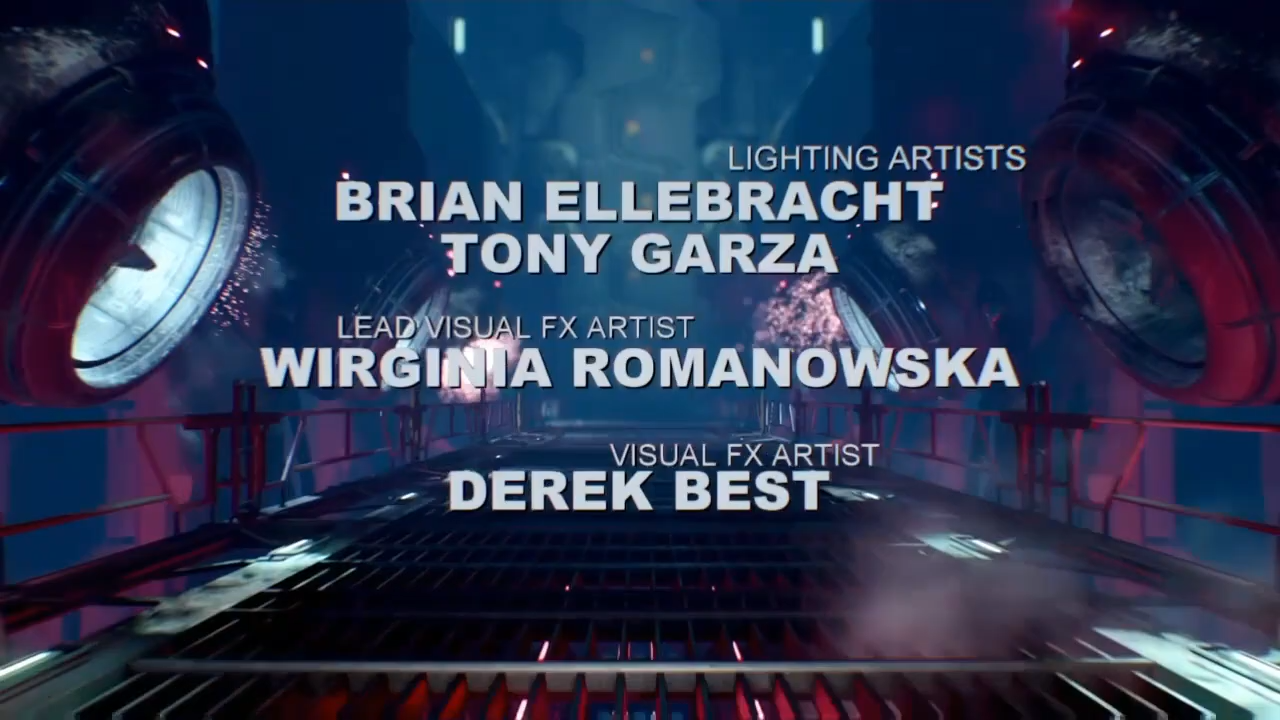 LIGHTING ARTISTS
BRIAN ELLEBRACHT
TONY GARZA
LEAD VISUAL FX ARTIST
WIRGINIA ROMANOWSKA
VISUAL FX ARTIST
DEREK BEST